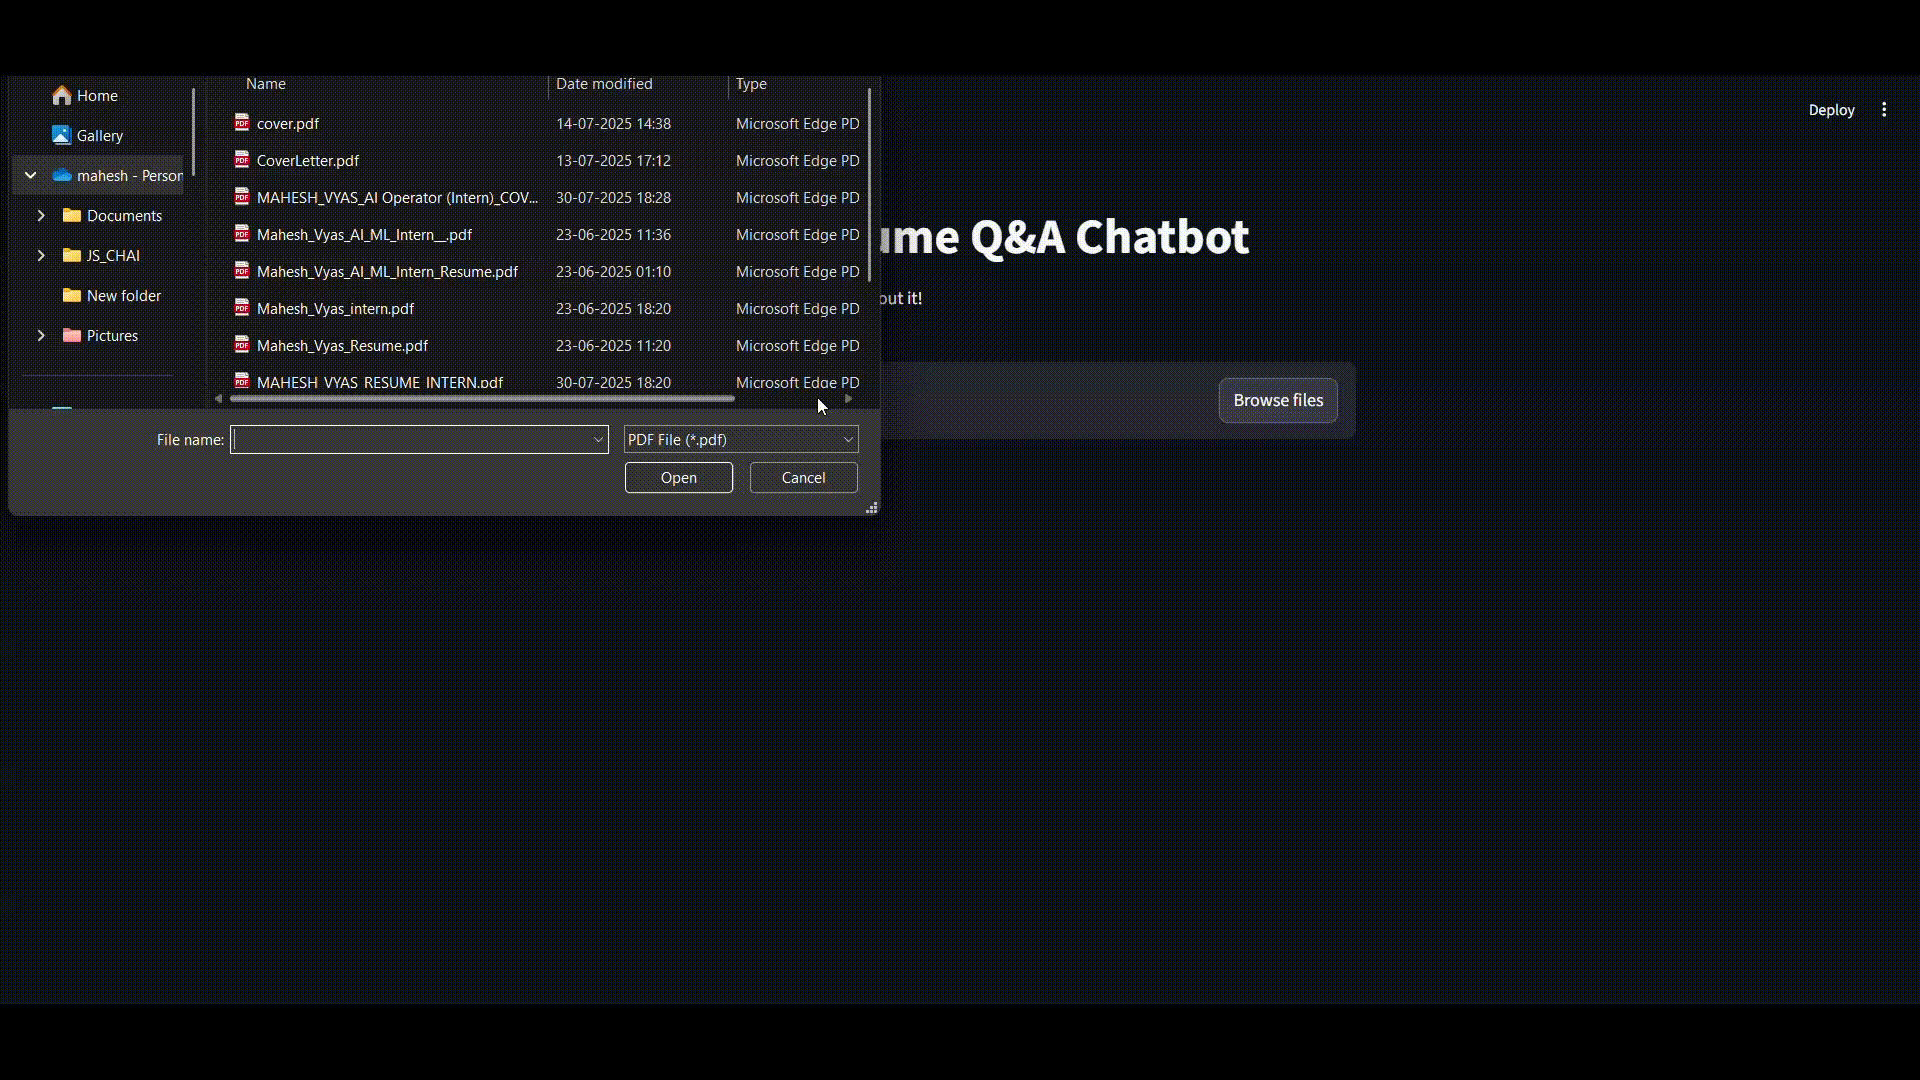 Name Date modified Type
Home
Gallery
mahesh - Person
Documents
JS_CHAI
New folder
Pictures
cover.pdf 14-07-2025 14:38 Microsoft Edge PD
CoverLetter.pdf 13-07-2025 17:12 Microsoft Edge PD
MAHESH_VYAS_AI Operator (Intern)_COV... 30-07-2025 18:28 Microsoft Edge PD
Mahesh_Vyas_AI_ML_Intern__.pdf 23-06-2025 11:36 Microsoft Edge PD
Mahesh_Vyas_AI_ML_Intern_Resume.pdf 23-06-2025 01:10 Microsoft Edge PD
Mahesh_Vyas_intern.pdf 23-06-2025 18:20 Microsoft Edge PD
Mahesh_Vyas_Resume.pdf 23-06-2025 11:20 Microsoft Edge PD
MAHESH_VYAS_RESUME_INTERN.pdf 30-07-2025 18:20 Microsoft Edge PD
File name: PDF File (*.pdf)
Open Cancel
Deploy
ume Q&A Chatbot
out it!
Browse files